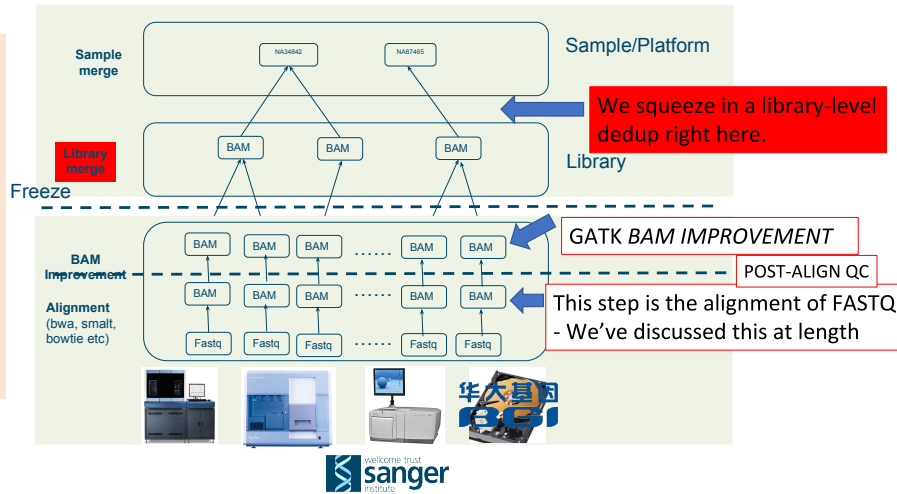 Sample
merge
NA34842
NA87465
Sample/Platform
We squeeze in a library-level
dedup right here.
Library
merge
BAM
BAM
BAM
Library
Freeze
BAM
Improvement
BAM
BAM
BAM
......
BAM
BAM
GATK BAM IMPROVEMENT
POST-ALIGN QC
Alignment
(bwa, smalt,
bowtie etc)
BAM
BAM
BAM
......
BAM
BAM
This step is the alignment of FASTQ
- We’ve discussed this at length
Fastq
Fastq
Fastq
......
Fastq
Fastq
华大基因
BGI
wellcome trust
sanger
institute